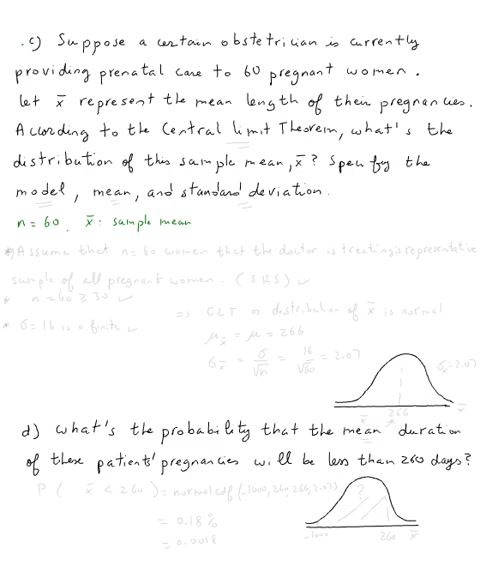 .c) Suppose a certain obstetrician is currently
providing prenatal care to 60 pregnant women.
let x̄ represent the mean length of their pregnancies.
According to the Central limit Theorem, what's the
distribution of this sample mean, x̄? Specify the
model, mean, and standard deviation.
n=60. x̄: sample mean
*) Assume that n=60 women that the doctor is treating is representative
sample of all pregnant women. (SRS) ✓
* n=60 ≥ 30 ✓
⇒ CLT ⇒ distribution of x̄ is normal
* σ=16 is a finite ✓
μx̄ = μ = 266
σx̄ = σ/√n = 16/√60 = 2.07
σx̄=2.07
266
x̄
d) what's the probability that the mean duration
of these patients' pregnancies will be less than 260 days?
P( x̄ < 260) = normalcdf(-1000, 260, 266, 2.07)
?
= 0.18%
= 0.0018
-1000 260 x̄